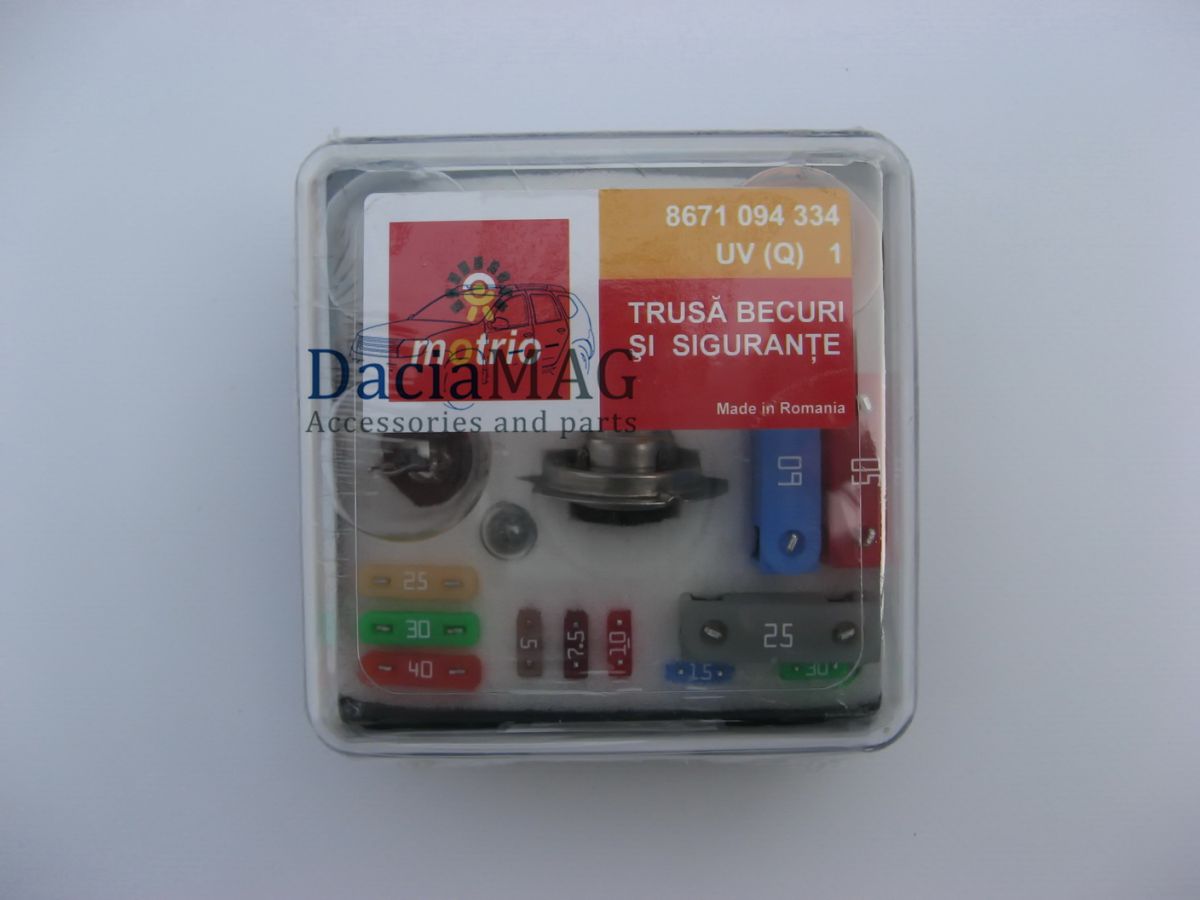 8671 094 334
UV (Q) 1
TRUSĂ BECURI
ŞI SIGURANŢE
Made in Romania
motrio
DaciaMAG
Accessories and parts
60
50
25
30
40
5
7.5
10
25
15
30